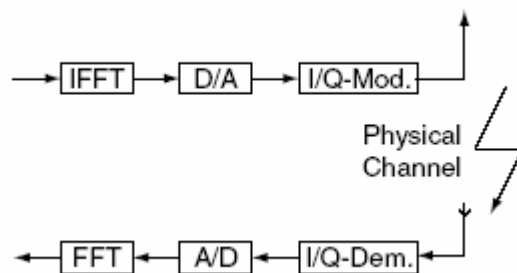 IFFT D/A I/Q-Mod.
Physical
Channel
FFT A/D I/Q-Dem.